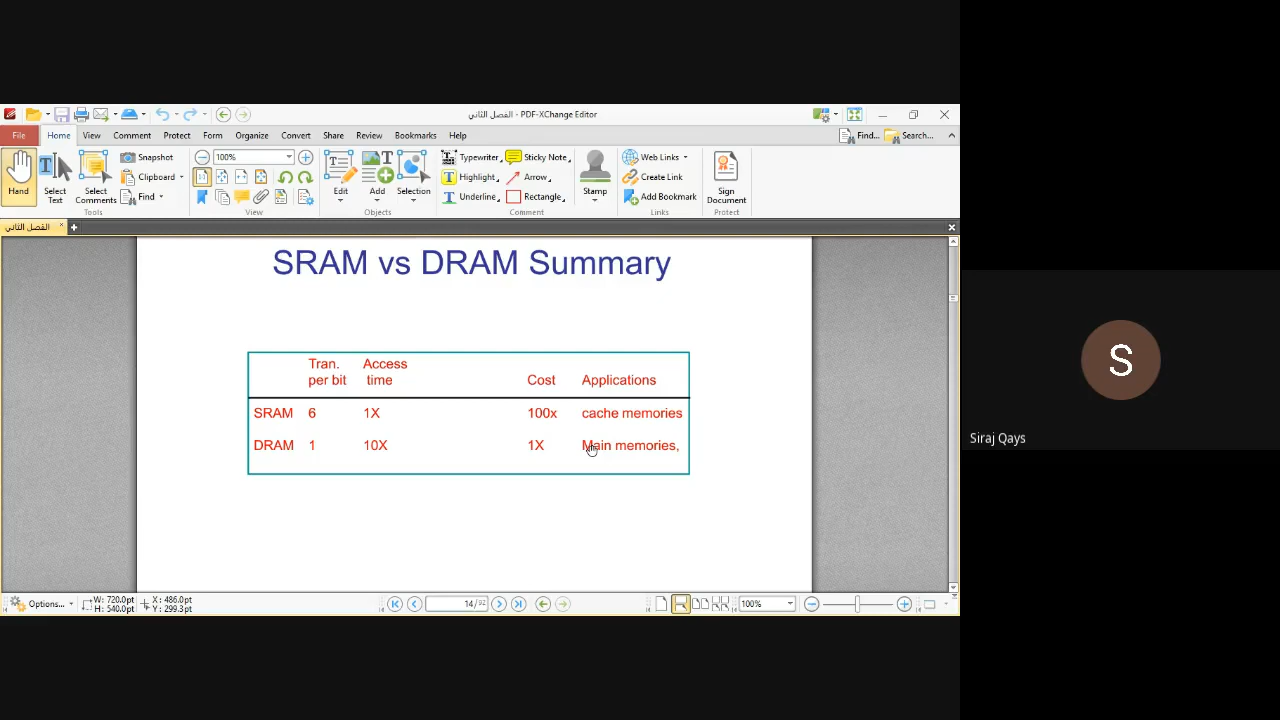 الفصل الثاني - PDF-XChange Editor
File Home View Comment Protect Form Organize Convert Share Review Bookmarks Help Find... Search...
Hand
Select Text
Select Comments
Snapshot
Clipboard
Find
Tools
100%
View
Edit
Add
Selection
Objects
Typewriter
Highlight
Underline
Sticky Note
Arrow
Rectangle
Comment
Stamp
Web Links
Create Link
Add Bookmark
Links
Sign Document
Protect
الفصل الثاني
SRAM vs DRAM Summary
Tran. per bit Access time Cost Applications
SRAM 6 1X 100x cache memories
DRAM 1 10X 1X Main memories,
S
Siraj Qays
Options...
W: 720.0pt
H: 540.0pt
X: 486.0pt
Y: 299.3pt
14/92
100%